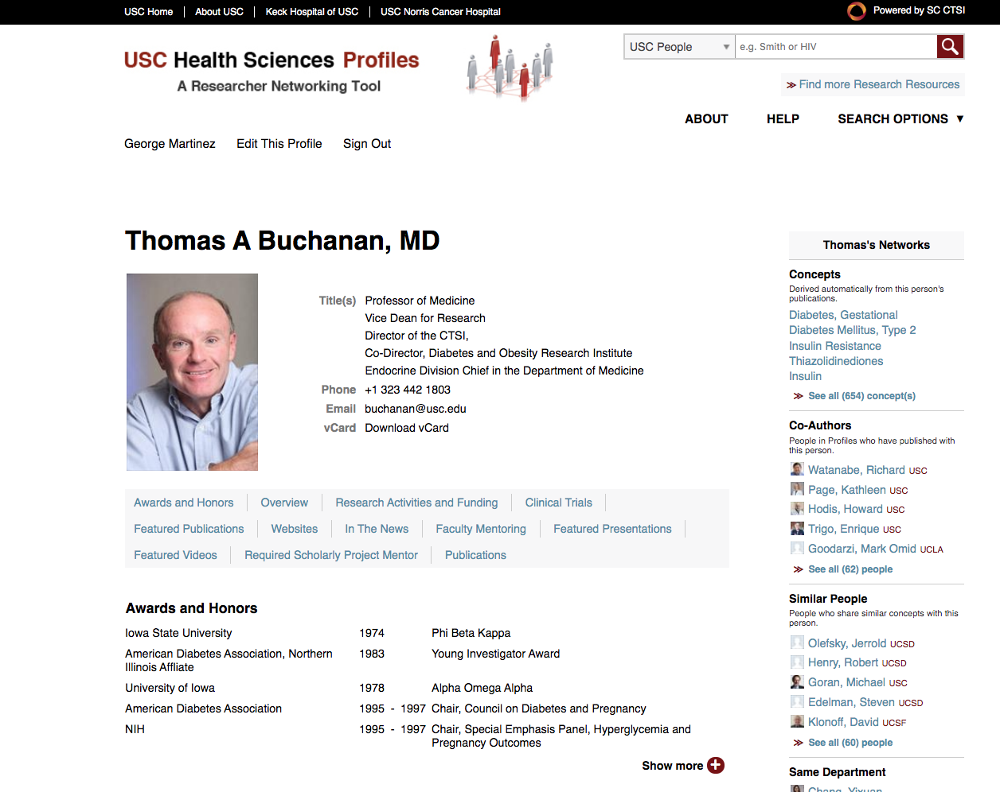 USC Home
About USC
Keck Hospital of USC
USC Norris Cancer Hospital
Powered by SC CTSI
USC Health Sciences Profiles
A Researcher Networking Tool
USC People ▼
e.g. Smith or HIV
≫ Find more Research Resources
ABOUT
HELP
SEARCH OPTIONS ▼
George Martinez
Edit This Profile
Sign Out
Thomas A Buchanan, MD
Title(s) Professor of Medicine
Vice Dean for Research
Director of the CTSI,
Co-Director, Diabetes and Obesity Research Institute
Endocrine Division Chief in the Department of Medicine
Phone +1 323 442 1803
Email buchanan@usc.edu
vCard Download vCard
Awards and Honors
Overview
Research Activities and Funding
Clinical Trials
Featured Publications
Websites
In The News
Faculty Mentoring
Featured Presentations
Featured Videos
Required Scholarly Project Mentor
Publications
Awards and Honors
Iowa State University 1974 Phi Beta Kappa
American Diabetes Association, Northern 1983 Young Investigator Award
Illinois Affliate
University of Iowa 1978 Alpha Omega Alpha
American Diabetes Association 1995 - 1997 Chair, Council on Diabetes and Pregnancy
NIH 1995 - 1997 Chair, Special Emphasis Panel, Hyperglycemia and
Pregnancy Outcomes
Show more
Thomas's Networks
Concepts
Derived automatically from this person's
publications.
Diabetes, Gestational
Diabetes Mellitus, Type 2
Insulin Resistance
Thiazolidinediones
Insulin
≫ See all (654) concept(s)
Co-Authors
People in Profiles who have published with
this person.
Watanabe, Richard USC
Page, Kathleen USC
Hodis, Howard USC
Trigo, Enrique USC
Goodarzi, Mark Omid UCLA
≫ See all (62) people
Similar People
People who share similar concepts with this
person.
Olefsky, Jerrold UCSD
Henry, Robert UCSD
Goran, Michael USC
Edelman, Steven UCSD
Klonoff, David UCSF
≫ See all (60) people
Same Department
Chang, Yixuan